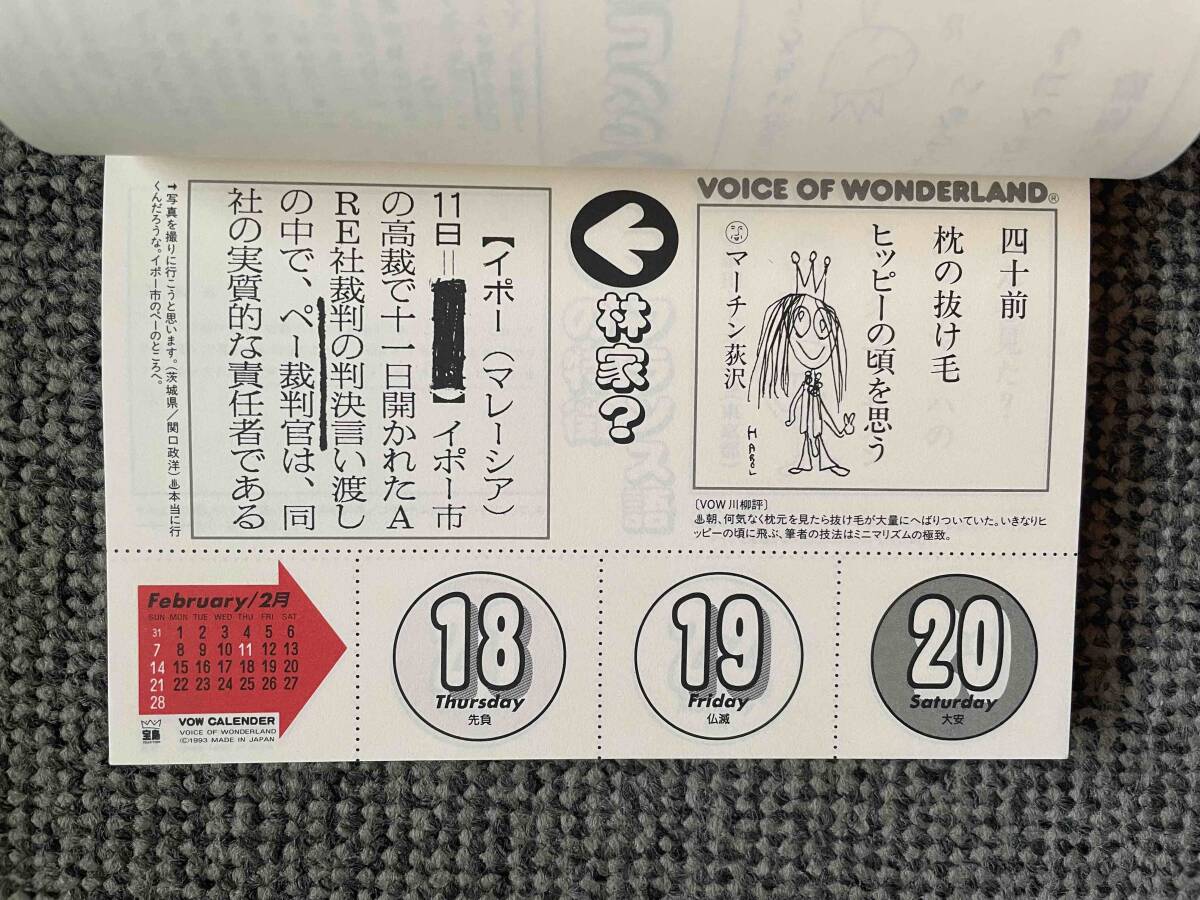 VOICE OF WONDERLAND®
四十前
枕の抜け毛
ヒッピーの頃を思う
マーチン荻沢
HAROL
〔VOW川柳評〕
♨朝、何気なく枕元を見たら抜け毛が大量にへばりついていた。いきなりヒ
ッピーの頃に飛ぶ、筆者の技法はミニマリズムの極致。
林家?
【イポー(マレーシア)
11日=】イポー市
の高裁で十一日開かれたA
RE社裁判の判決言い渡し
の中で、ペー裁判官は、同
社の実質的な責任者である
➡写真を撮りに行こうと思います。(茨城県/関口政洋)♨本当に行
くんだろうな。イポー市のペーのところへ。
February/2月
SUN MON TUE WED THU FRI SAT
31 1 2 3 4 5 6
7 8 9 10 11 12 13
14 15 16 17 18 19 20
21 22 23 24 25 26 27
28
宝島
VOW CALENDER
VOICE OF WONDERLAND
©1993 MADE IN JAPAN
18
Thursday
先負
19
Friday
仏滅
20
Saturday
大安